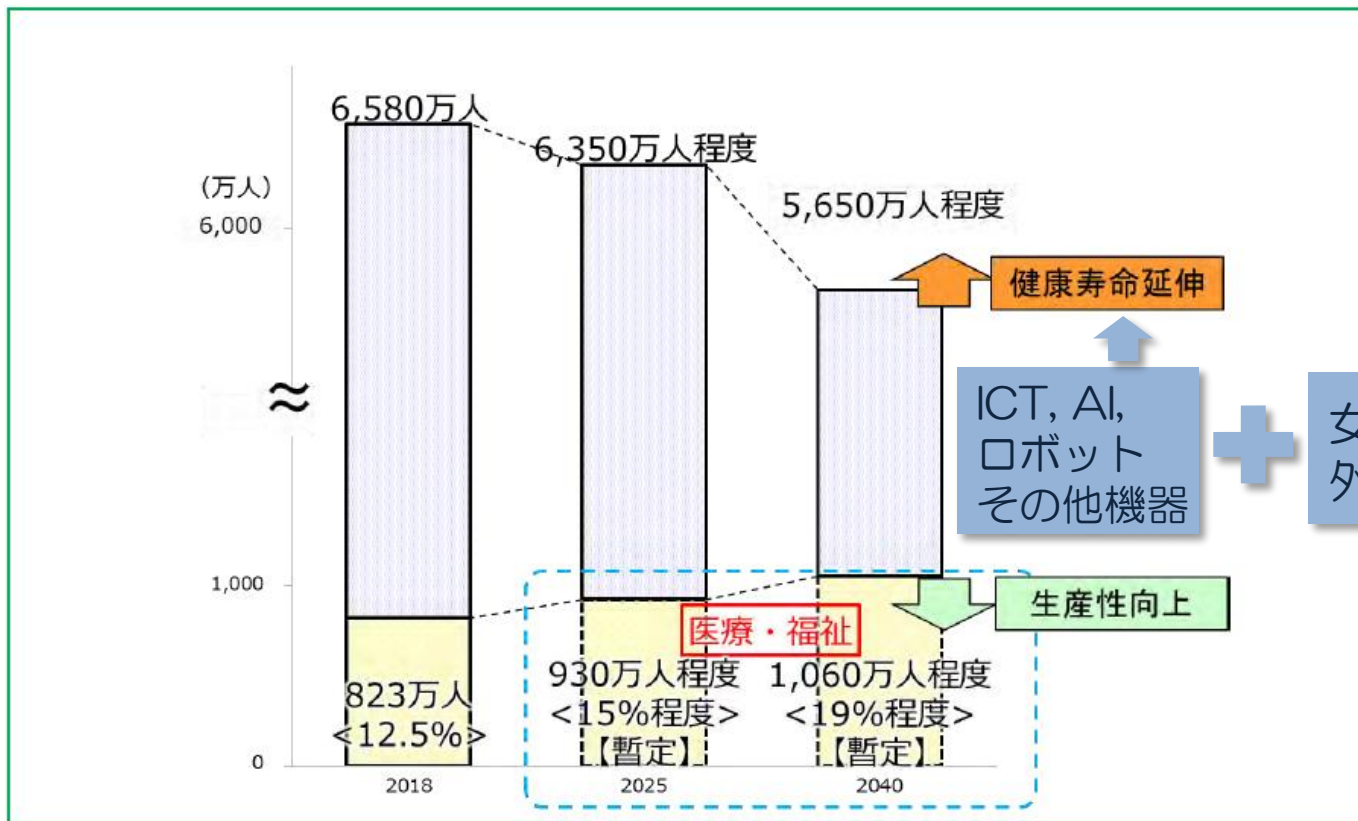 6,580万人
6,350万人程度
5,650万人程度
(万人)
6,000
健康寿命延伸
ICT, AI,
ロボット
その他機器
1,000
生産性向上
医療・福祉
823万人
<12.5%>
930万人程度
<15%程度>
【暫定】
1,060万人程度
<19%程度>
【暫定】
0
2018
2025
2040